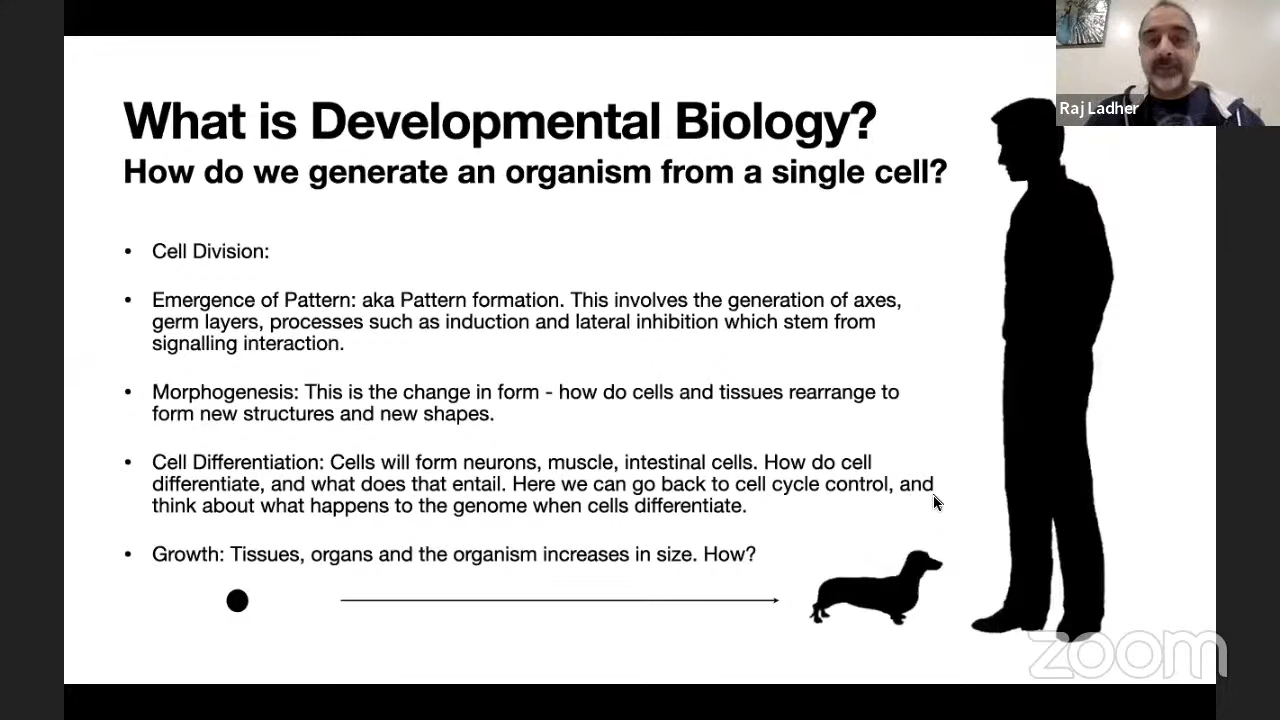 What is Developmental Biology?
How do we generate an organism from a single cell?
• Cell Division:
• Emergence of Pattern: aka Pattern formation. This involves the generation of axes,
germ layers, processes such as induction and lateral inhibition which stem from
signalling interaction.
• Morphogenesis: This is the change in form - how do cells and tissues rearrange to
form new structures and new shapes.
• Cell Differentiation: Cells will form neurons, muscle, intestinal cells. How do cell
differentiate, and what does that entail. Here we can go back to cell cycle control, and
think about what happens to the genome when cells differentiate.
• Growth: Tissues, organs and the organism increases in size. How?
Raj Ladher
zoom